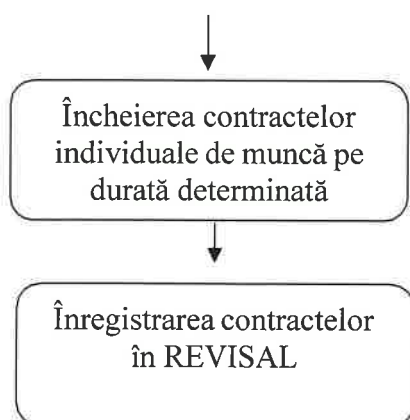 Încheierea contractelor
individuale de muncă pe
durată determinată
Înregistrarea contractelor
în REVISAL